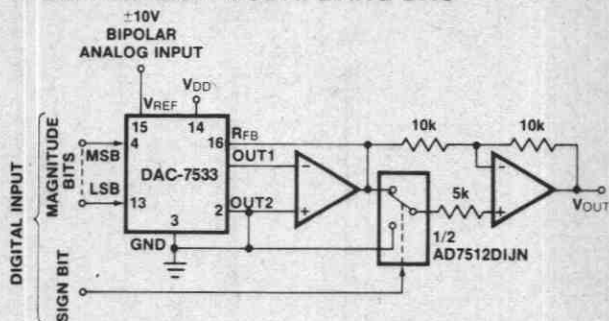 ±10V
BIPOLAR
ANALOG INPUT
VDD
VREF
15
14
4
16
RFB
MSB
DAC-7533
OUT1
LSB
13
2
OUT2
3
GND
10k
10k
5k
VOUT
1/2
AD7512DIJN
DIGITAL INPUT
MAGNITUDE
BITS
SIGN BIT
−
+
−
+